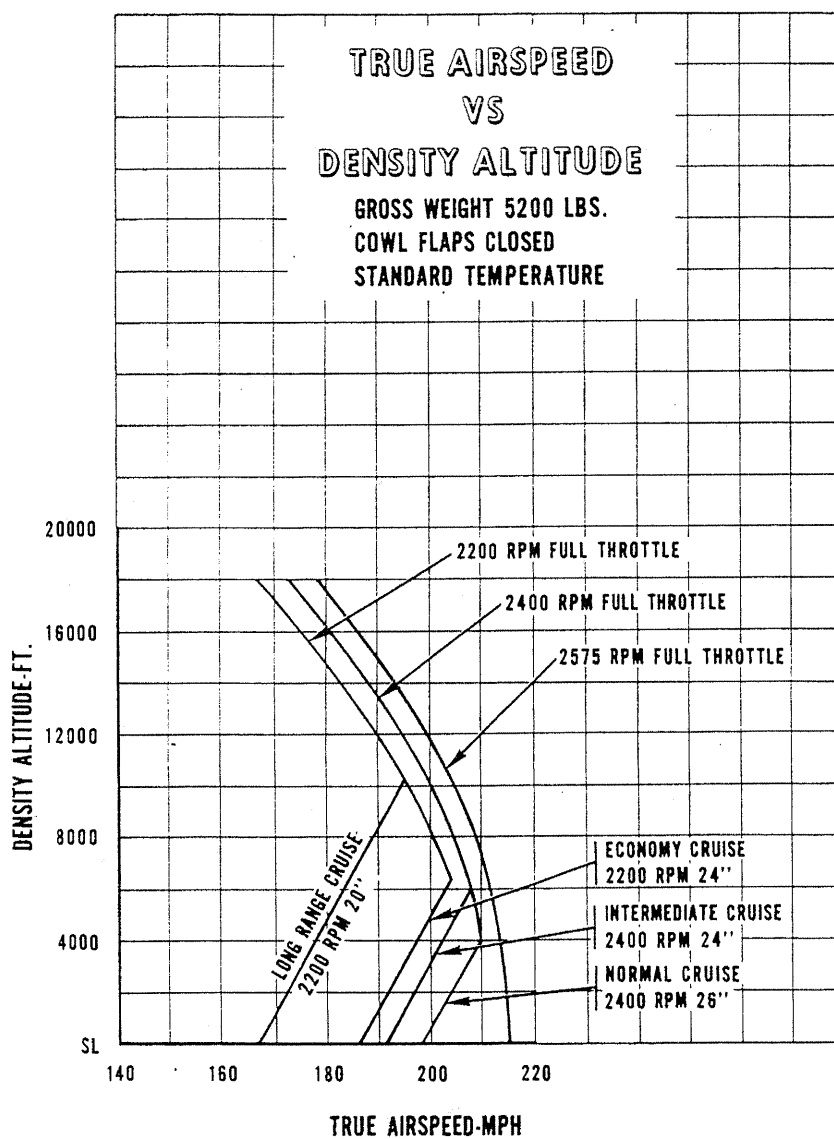 TRUE AIRSPEED
VS
DENSITY ALTITUDE
GROSS WEIGHT 5200 LBS.
COWL FLAPS CLOSED
STANDARD TEMPERATURE
20000
2200 RPM FULL THROTTLE
2400 RPM FULL THROTTLE
16000
2575 RPM FULL THROTTLE
DENSITY ALTITUDE-FT.
12000
8000
LONG RANGE CRUISE
2200 RPM 20"
ECONOMY CRUISE
2200 RPM 24"
INTERMEDIATE CRUISE
2400 RPM 24"
4000
NORMAL CRUISE
2400 RPM 26"
SL
140 160 180 200 220
TRUE AIRSPEED-MPH